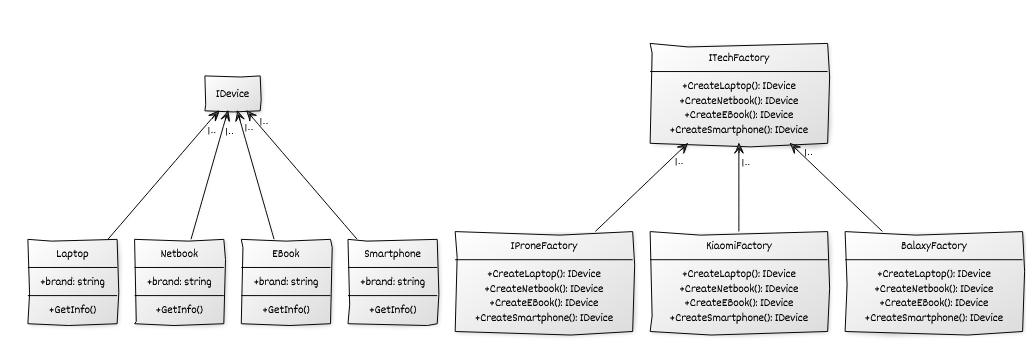 IDevice
|..
|..
|..
|..
Laptop
+brand: string
+GetInfo()
Netbook
+brand: string
+GetInfo()
EBook
+brand: string
+GetInfo()
Smartphone
+brand: string
+GetInfo()
ITechFactory
+CreateLaptop(): IDevice
+CreateNetbook(): IDevice
+CreateEBook(): IDevice
+CreateSmartphone(): IDevice
|..
|..
|..
IProneFactory
+CreateLaptop(): IDevice
+CreateNetbook(): IDevice
+CreateEBook(): IDevice
+CreateSmartphone(): IDevice
KiaomiFactory
+CreateLaptop(): IDevice
+CreateNetbook(): IDevice
+CreateEBook(): IDevice
+CreateSmartphone(): IDevice
BalaxyFactory
+CreateLaptop(): IDevice
+CreateNetbook(): IDevice
+CreateEBook(): IDevice
+CreateSmartphone(): IDevice